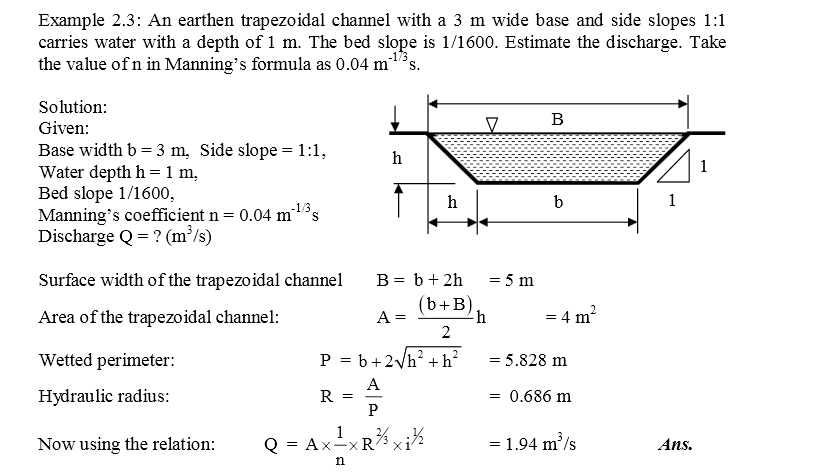 Example 2.3: An earthen trapezoidal channel with a 3 m wide base and side slopes 1:1
carries water with a depth of 1 m. The bed slope is 1/1600. Estimate the discharge. Take
the value of n in Manning's formula as 0.04 m^-1/3 s.
Solution:
Given:
Base width b = 3 m, Side slope = 1:1,
Water depth h = 1 m,
Bed slope 1/1600,
Manning's coefficient n = 0.04 m^-1/3 s
Discharge Q = ? (m³/s)
B
h
h
b
1
1
Surface width of the trapezoidal channel B = b + 2h = 5 m
Area of the trapezoidal channel: A = (b+B)/2 h = 4 m²
Wetted perimeter: P = b + 2√h² + h² = 5.828 m
Hydraulic radius: R = A/P = 0.686 m
Now using the relation: Q = A × 1/n × R^⅔ × i^½ = 1.94 m³/s Ans.